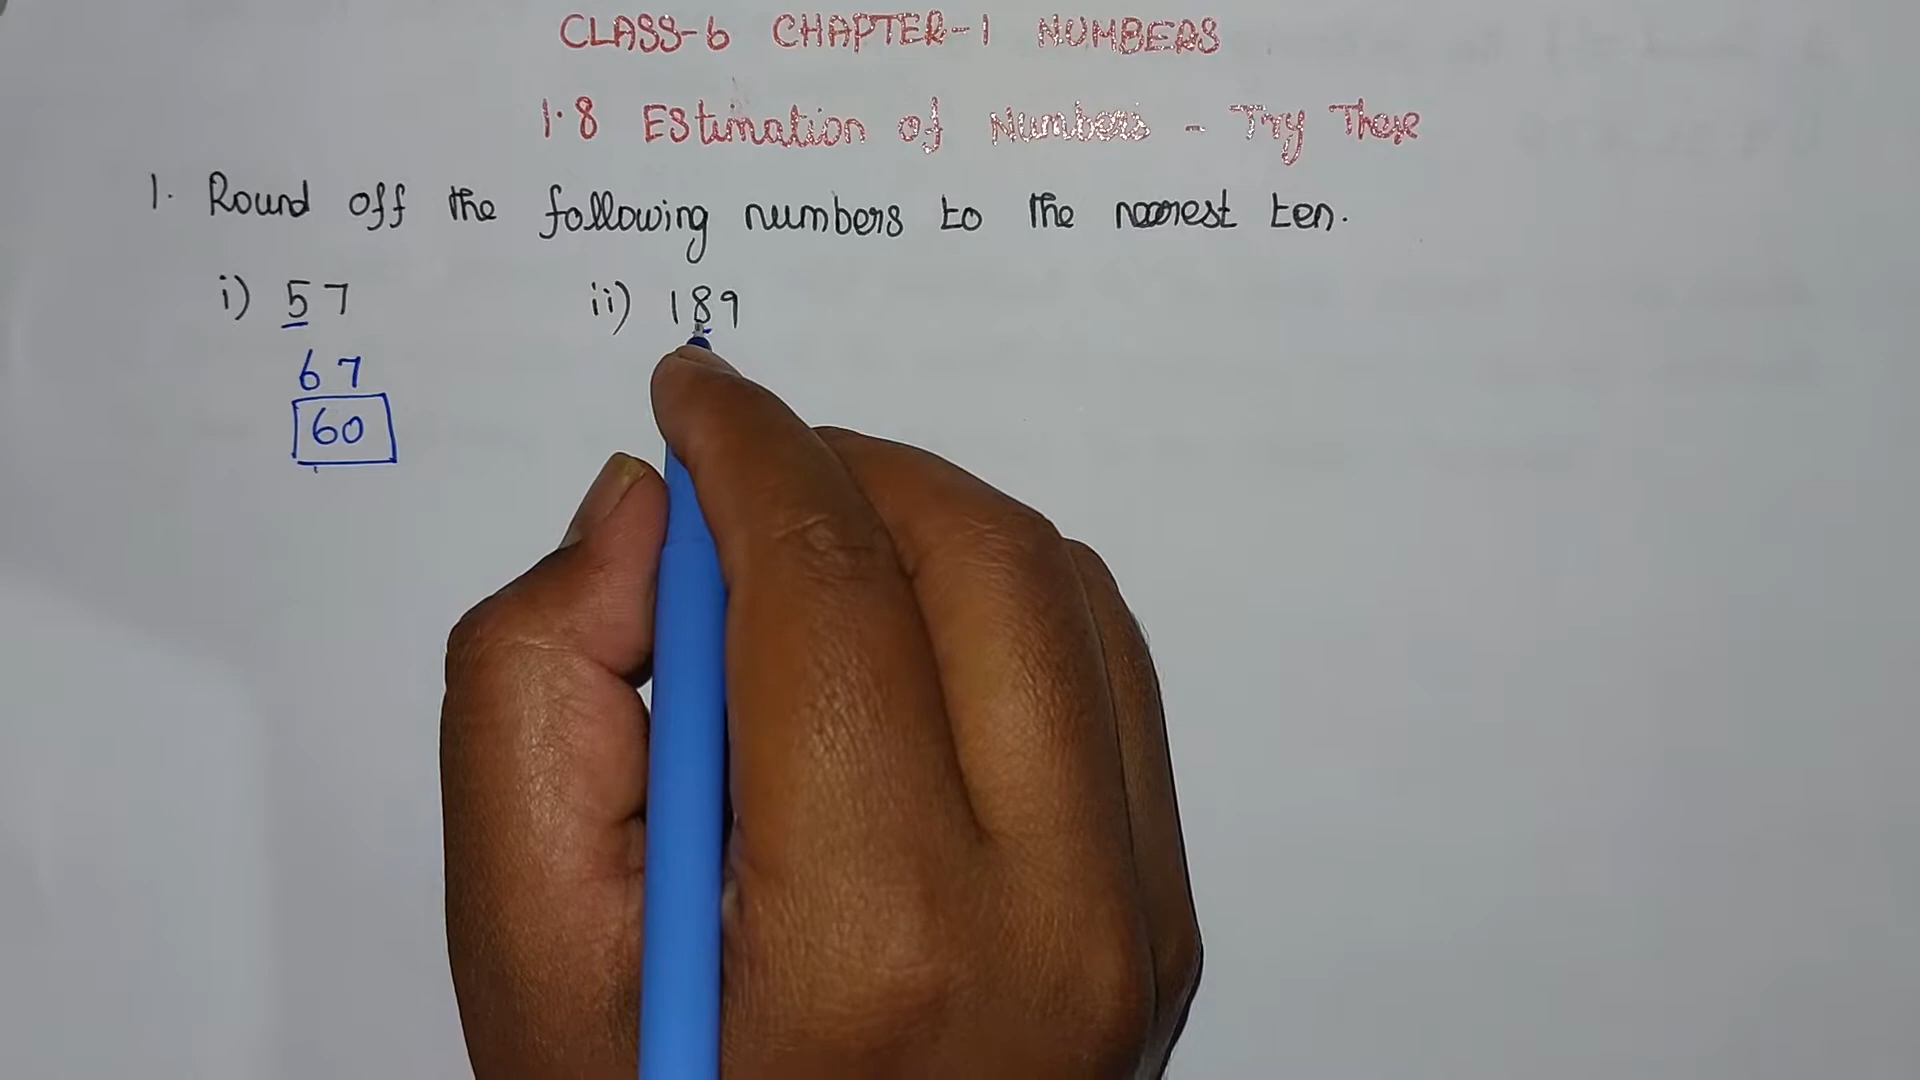 CLASS-6 CHAPTER-1 NUMBERS
1.8 Estimation of Numbers - Try These
1. Round off the following numbers to the nearest ten.
i) 57 ii) 189
67
60